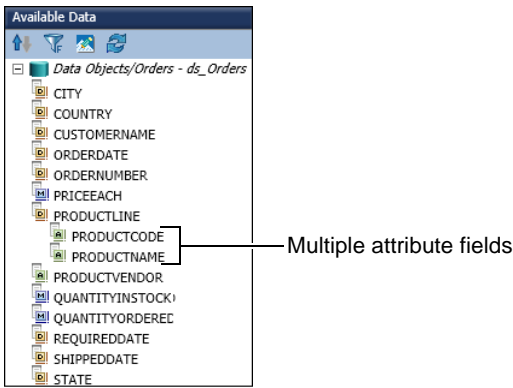 Available Data
Data Objects/Orders - ds_Orders
CITY
COUNTRY
CUSTOMERNAME
ORDERDATE
ORDERNUMBER
PRICEEACH
PRODUCTLINE
PRODUCTCODE
PRODUCTNAME
Multiple attribute fields
PRODUCTVENDOR
QUANTITYINSTOCK
QUANTITYORDERED
REQUIREDDATE
SHIPPEDDATE
STATE